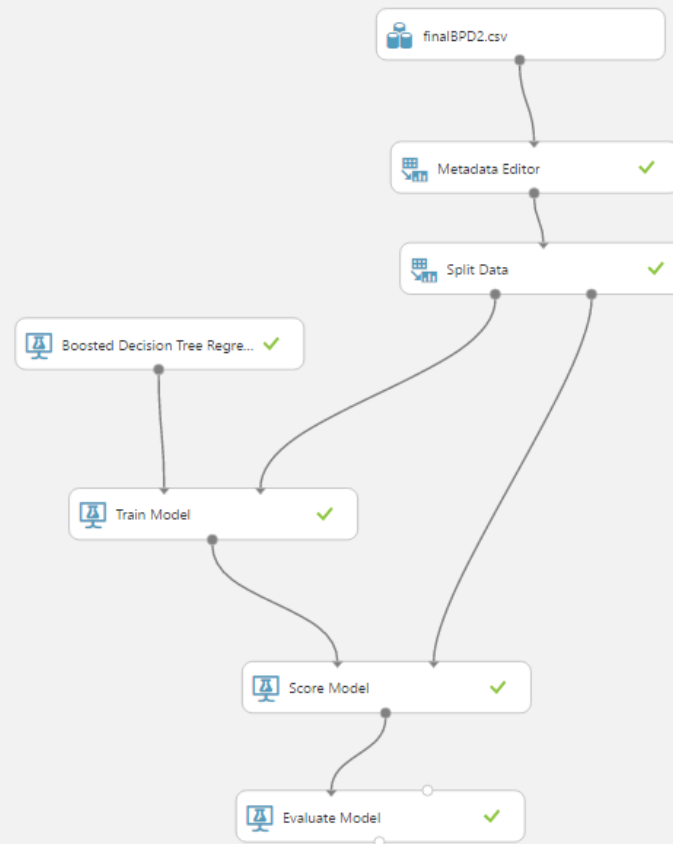 finalBPD2.csv
Metadata Editor
Split Data
Boosted Decision Tree Regre...
Train Model
Score Model
Evaluate Model